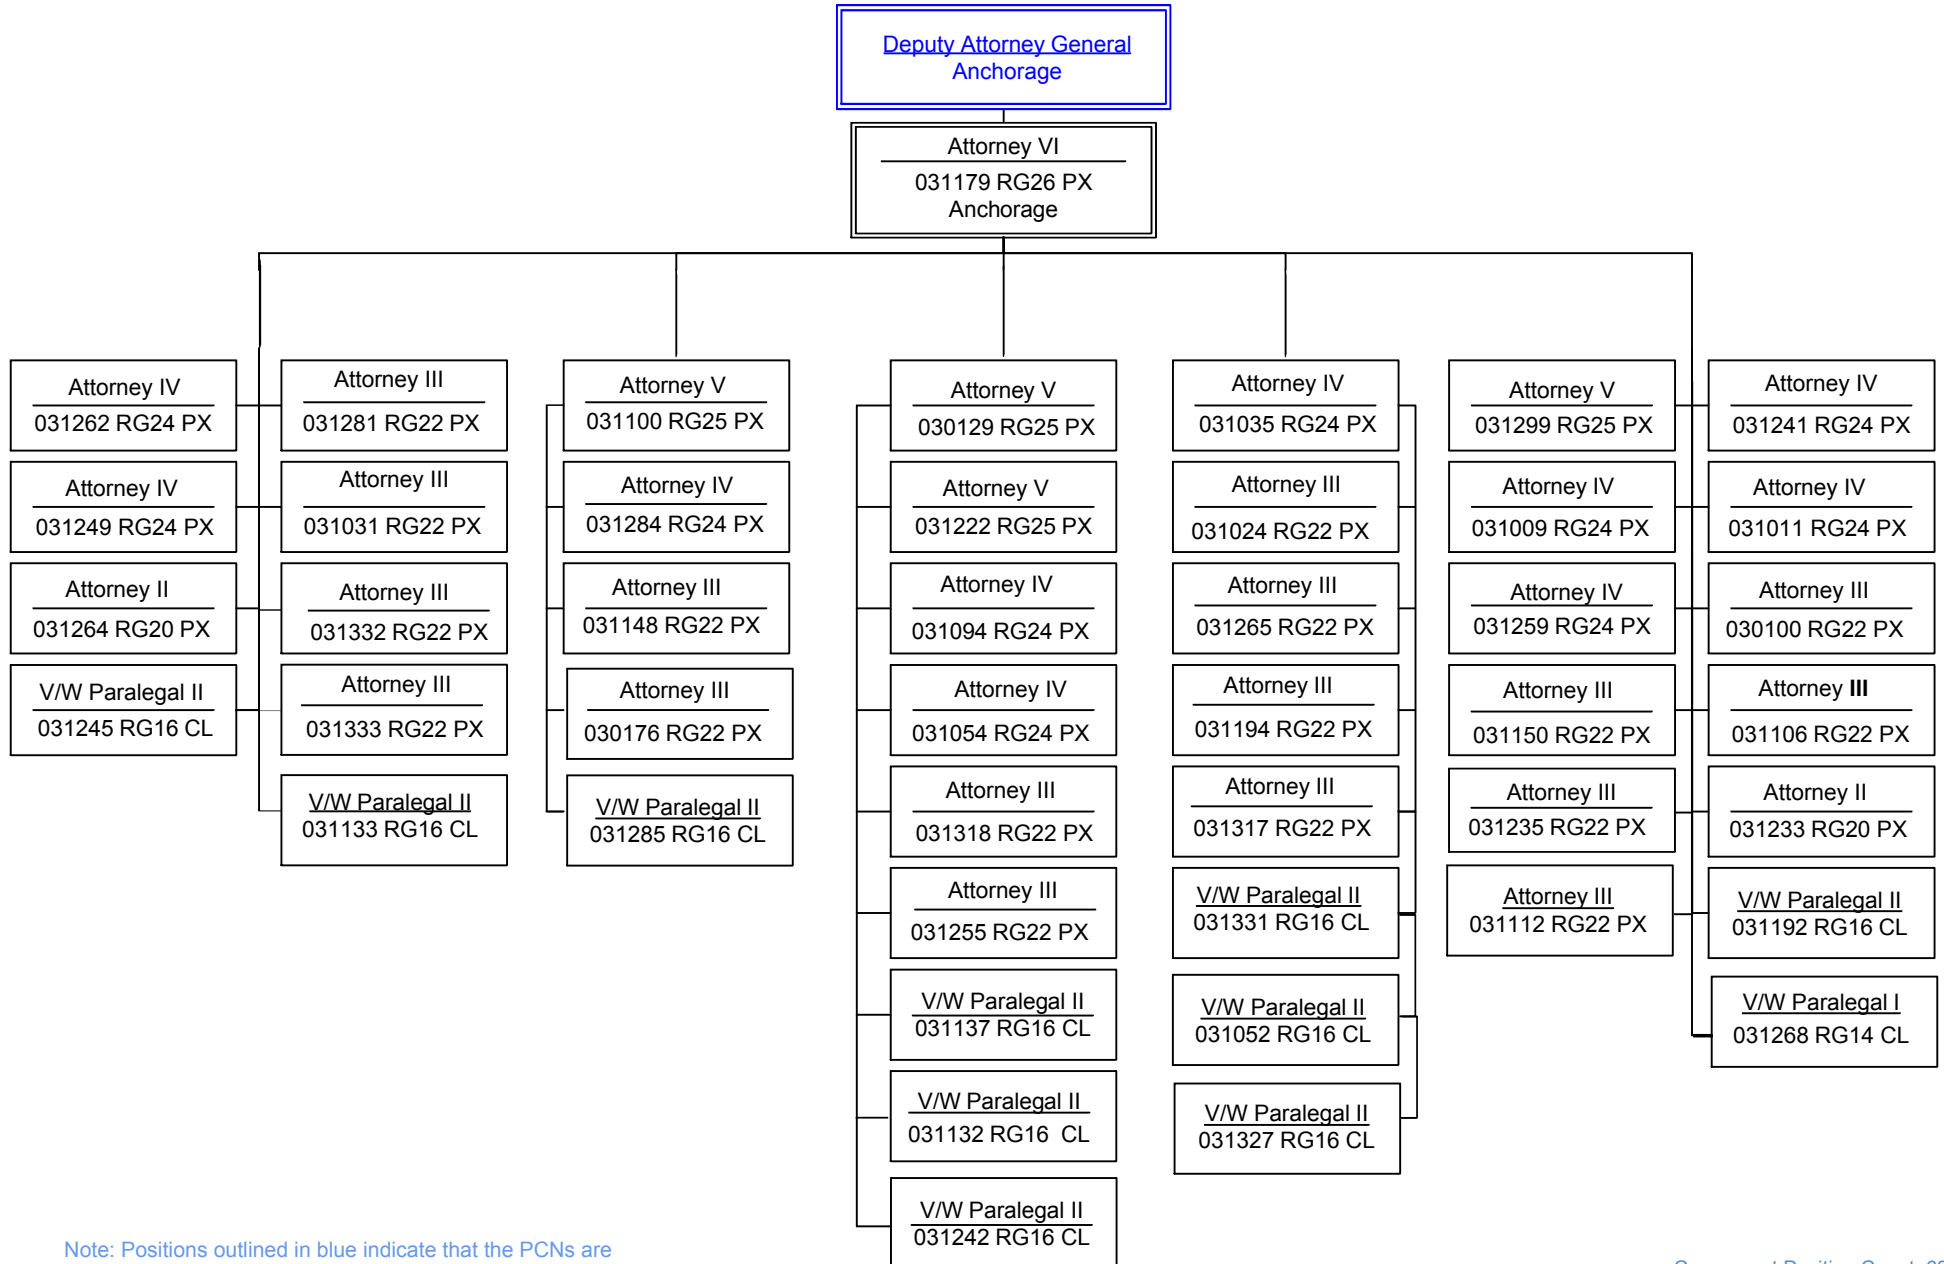 Deputy Attorney General
Anchorage
Attorney VI
031179 RG26 PX
Anchorage
Attorney IV
031262 RG24 PX
Attorney IV
031249 RG24 PX
Attorney II
031264 RG20 PX
V/W Paralegal II
031245 RG16 CL
Attorney III
031281 RG22 PX
Attorney III
031031 RG22 PX
Attorney III
031332 RG22 PX
Attorney III
031333 RG22 PX
V/W Paralegal II
031133 RG16 CL
Attorney V
031100 RG25 PX
Attorney IV
031284 RG24 PX
Attorney III
031148 RG22 PX
Attorney III
030176 RG22 PX
V/W Paralegal II
031285 RG16 CL
Attorney V
030129 RG25 PX
Attorney V
031222 RG25 PX
Attorney IV
031094 RG24 PX
Attorney IV
031054 RG24 PX
Attorney III
031318 RG22 PX
Attorney III
031255 RG22 PX
V/W Paralegal II
031137 RG16 CL
V/W Paralegal II
031132 RG16 CL
V/W Paralegal II
031242 RG16 CL
Attorney IV
031035 RG24 PX
Attorney III
031024 RG22 PX
Attorney III
031265 RG22 PX
Attorney III
031194 RG22 PX
Attorney III
031317 RG22 PX
V/W Paralegal II
031331 RG16 CL
V/W Paralegal II
031052 RG16 CL
V/W Paralegal II
031327 RG16 CL
Attorney V
031299 RG25 PX
Attorney IV
031009 RG24 PX
Attorney IV
031259 RG24 PX
Attorney III
031150 RG22 PX
Attorney III
031235 RG22 PX
Attorney III
031112 RG22 PX
Attorney IV
031241 RG24 PX
Attorney IV
031011 RG24 PX
Attorney III
030100 RG22 PX
Attorney III
031106 RG22 PX
Attorney II
031233 RG20 PX
V/W Paralegal II
031192 RG16 CL
V/W Paralegal I
031268 RG14 CL
Note: Positions outlined in blue indicate that the PCNs are